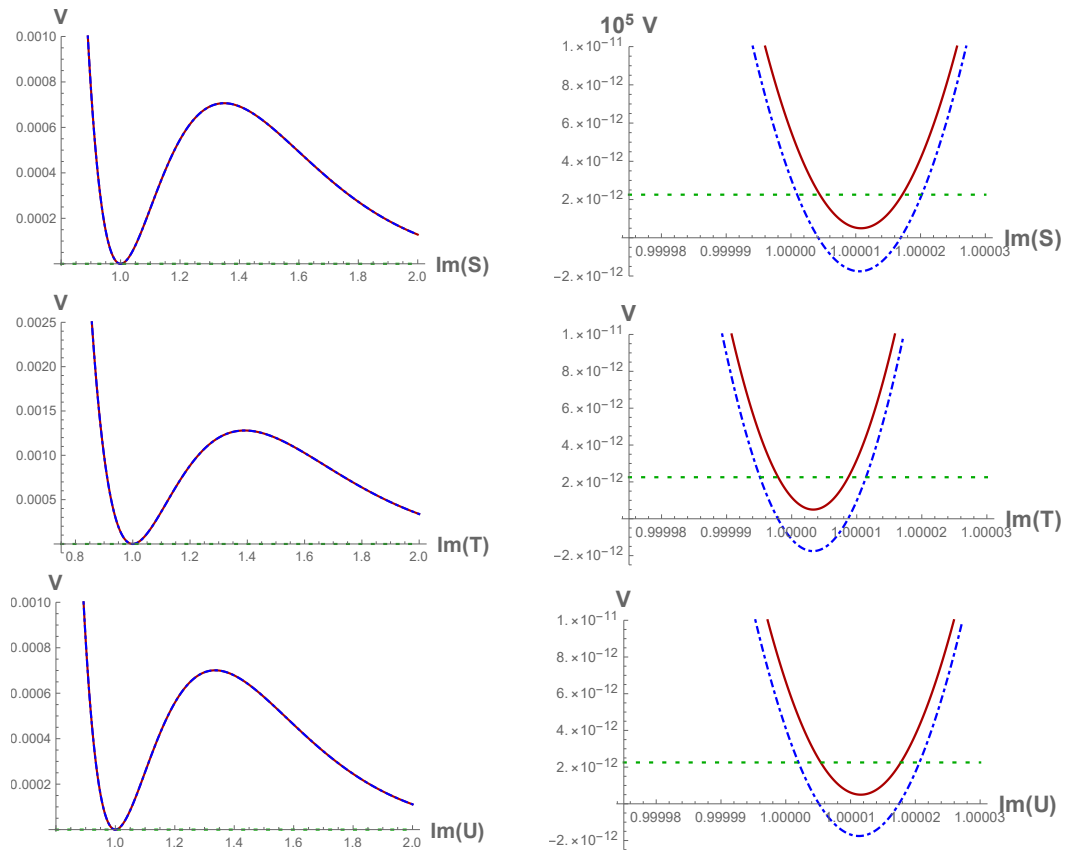 V
0.0010
0.0008
0.0006
0.0004
0.0002
1.0 1.2 1.4 1.6 1.8 2.0
Im(S)
10⁵ V
1.×10⁻¹¹
8.×10⁻¹²
6.×10⁻¹²
4.×10⁻¹²
2.×10⁻¹²
0.99998 0.99999 1.00000 1.00001 1.00002 1.00003
Im(S)
-2.×10⁻¹²
V
0.0025
0.0020
0.0015
0.0010
0.0005
0.8 1.0 1.2 1.4 1.6 1.8 2.0
Im(T)
V
1.×10⁻¹¹
8.×10⁻¹²
6.×10⁻¹²
4.×10⁻¹²
2.×10⁻¹²
0.99998 0.99999 1.00000 1.00001 1.00002 1.00003
Im(T)
-2.×10⁻¹²
V
0.0010
0.0008
0.0006
0.0004
0.0002
1.0 1.2 1.4 1.6 1.8 2.0
Im(U)
V
1.×10⁻¹¹
8.×10⁻¹²
6.×10⁻¹²
4.×10⁻¹²
2.×10⁻¹²
0.99998 0.99999 1.00000 1.00001 1.00002 1.00003
Im(U)
-2.×10⁻¹²